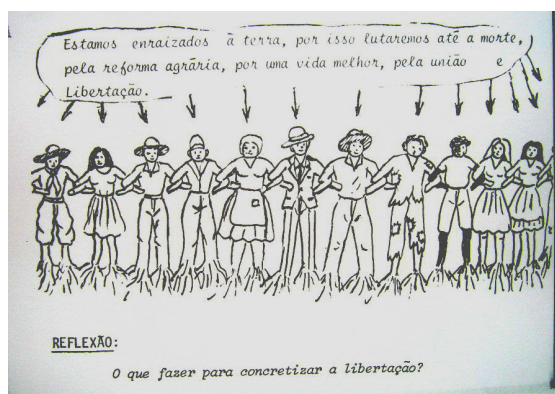 Estamos enraizados à terra, por isso lutaremos até a morte,
pela reforma agrária, por uma vida melhor, pela união e
Libertação.
REFLEXÃO:
O que fazer para concretizar a libertação?